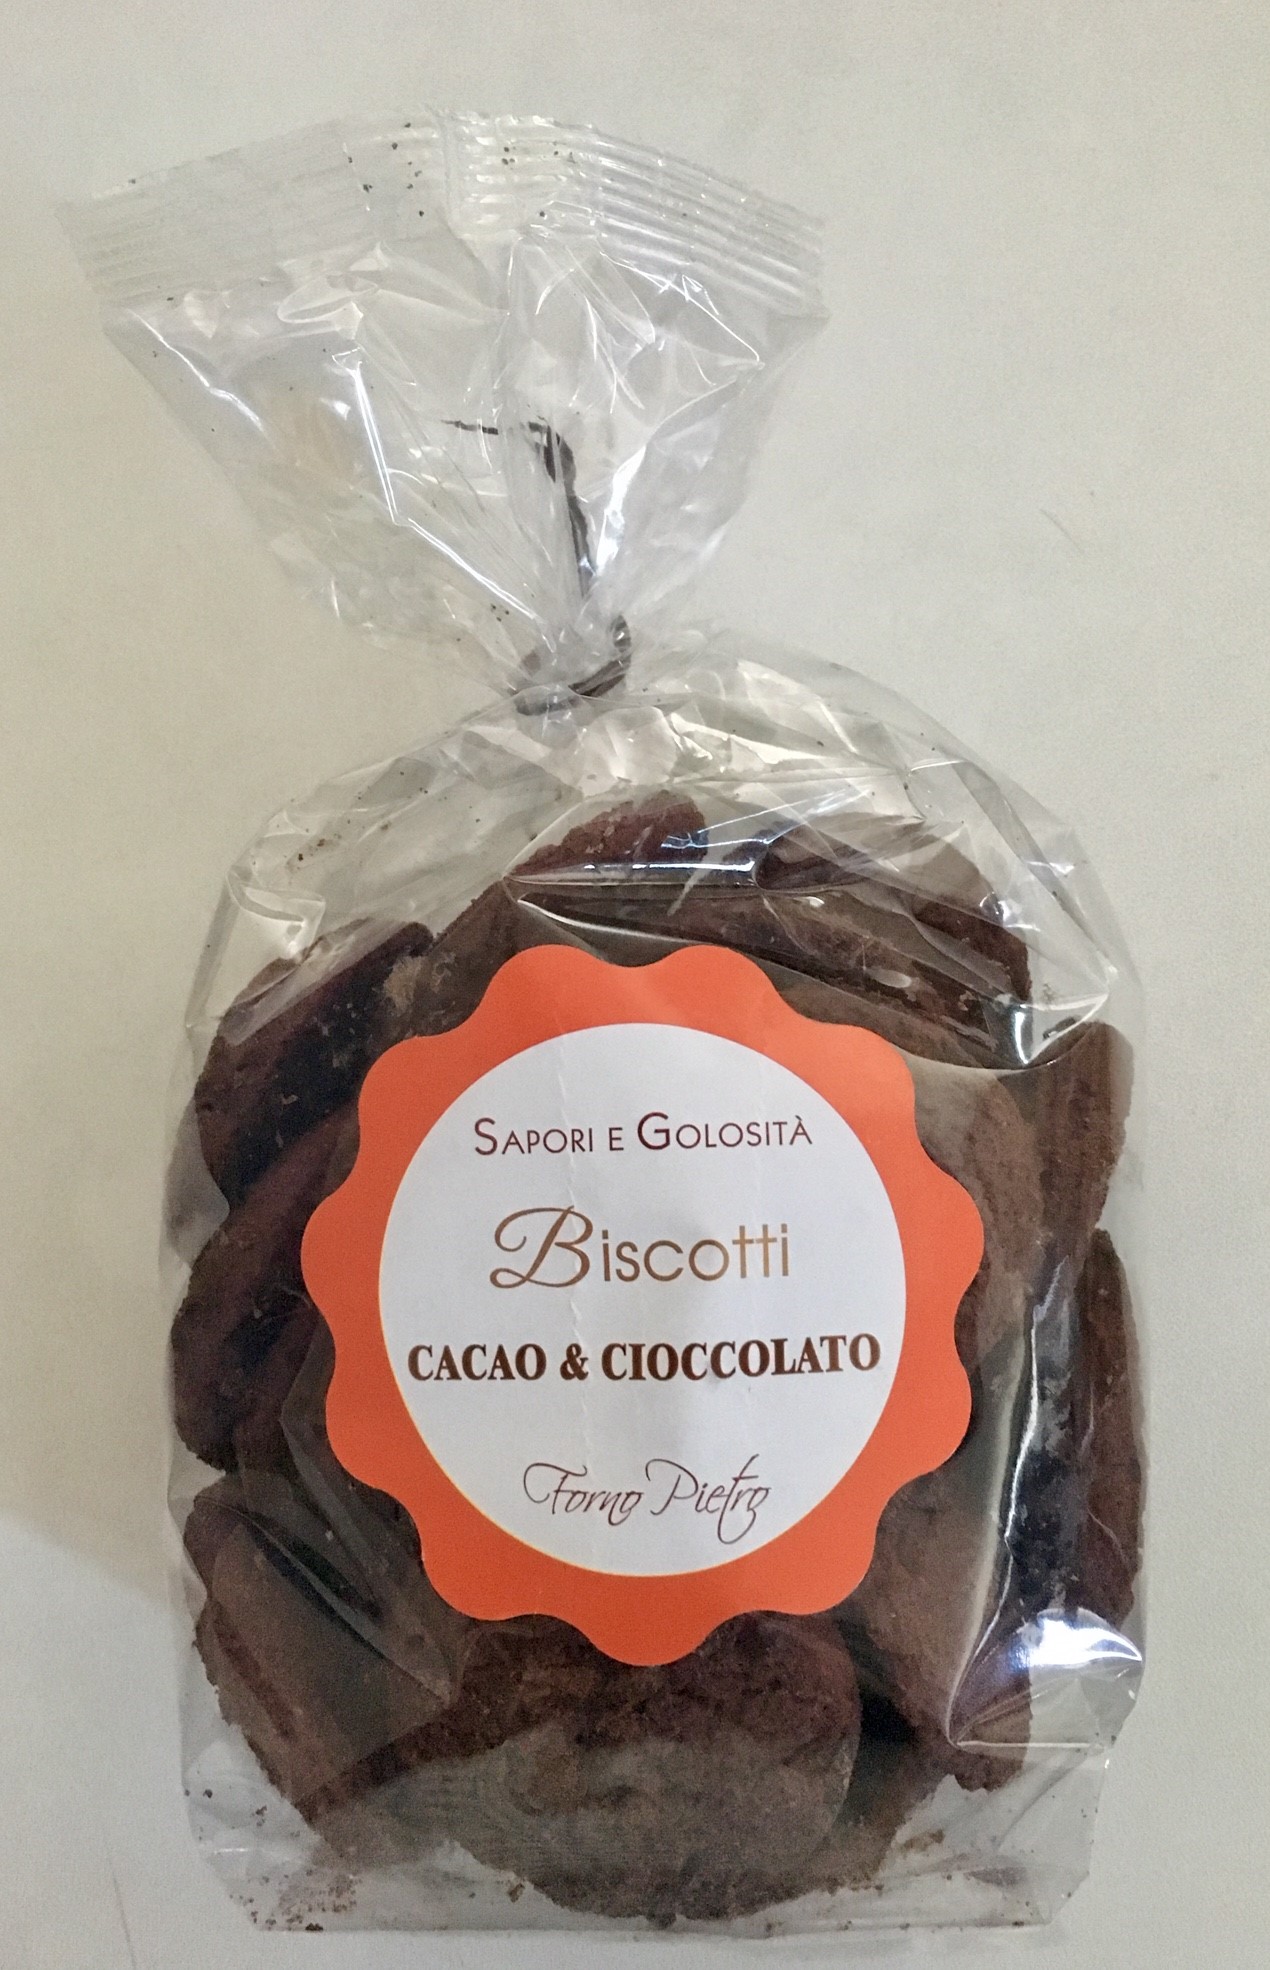 Sapori e Golosità
Biscotti
CACAO & CIOCCOLATO
Forno Pietro